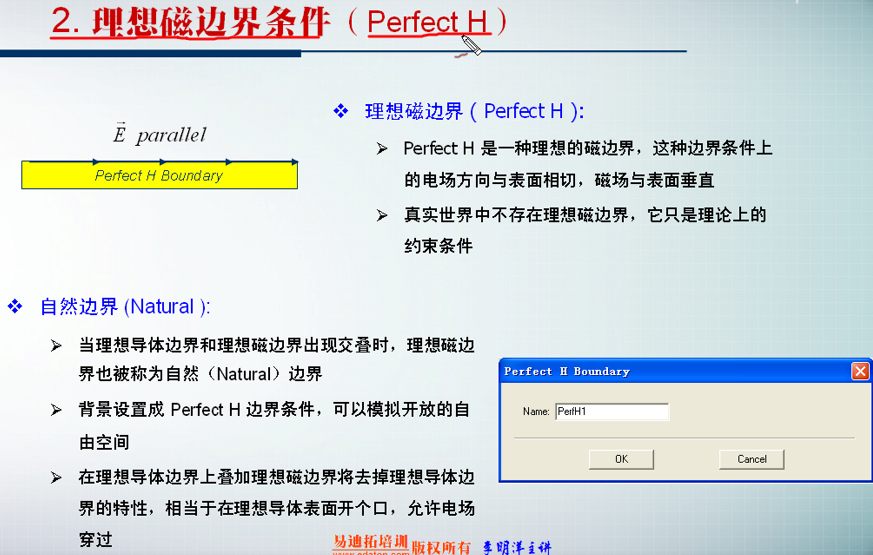 2. 理想磁边界条件（Perfect H）
E parallel
Perfect H Boundary
❖ 理想磁边界（Perfect H）:
➢ Perfect H 是一种理想的磁边界，这种边界条件上
的电场方向与表面相切，磁场与表面垂直
➢ 真实世界中不存在理想磁边界，它只是理论上的
约束条件
❖ 自然边界 (Natural ):
➢ 当理想导体边界和理想磁边界出现交叠时，理想磁边
界也被称为自然（Natural）边界
➢ 背景设置成 Perfect H 边界条件，可以模拟开放的自
由空间
➢ 在理想导体边界上叠加理想磁边界将去掉理想导体边
界的特性，相当于在理想导体表面开个口，允许电场
穿过
Perfect H Boundary
Name: PerfH1
OK Cancel
易迪拓培训 版权所有 李明洋主讲
www.edatop.com